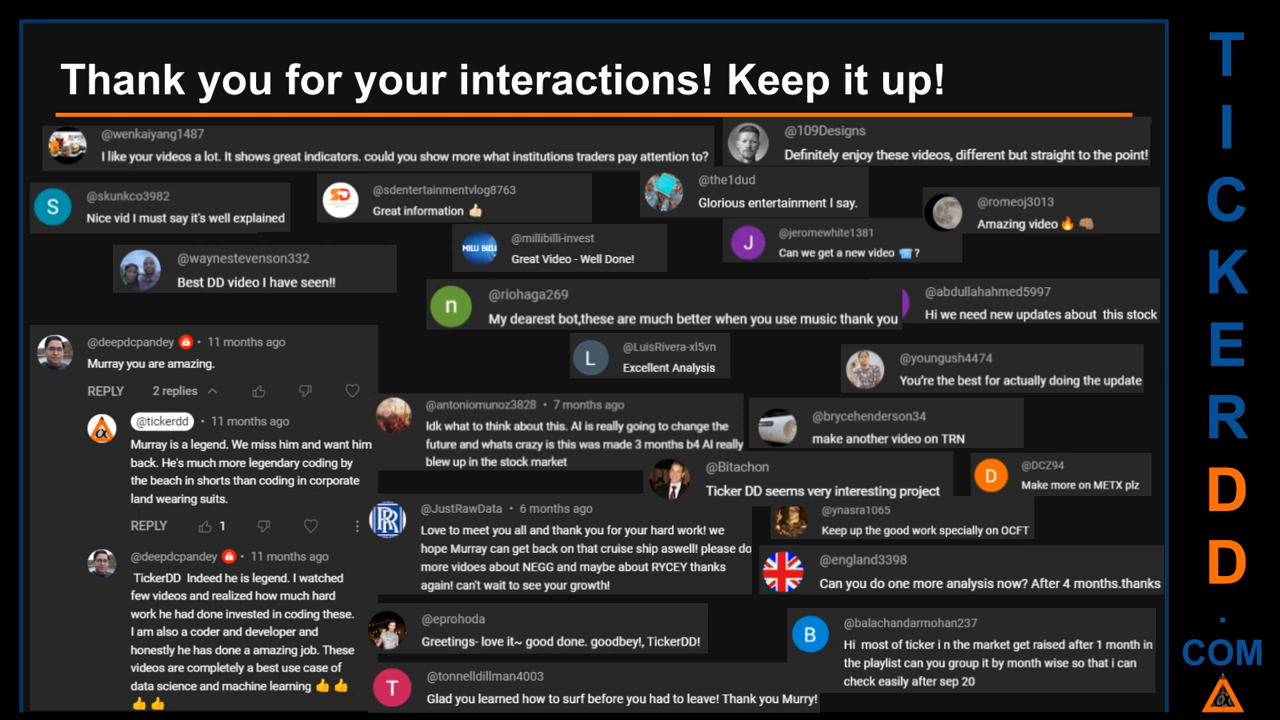 Thank you for your interactions! Keep it up!
@wenkaiyang1487
I like your videos a lot. It shows great indicators. could you show more what institutions traders pay attention to?
@109Designs
Definitely enjoy these videos, different but straight to the point!
S
@skunkco3982
Nice vid I must say it's well explained
@sdentertainmentvlog8763
Great information 👍🏻
@the1dud
Glorious entertainment I say.
@romeoj3013
Amazing video 🔥 👊🏽
@millibilli-invest
Great Video - Well Done!
MILLI BILLI
J
@jeromewhite1381
Can we get a new video ?
@waynestevenson332
Best DD video I have seen!!
n
@riohaga269
My dearest bot,these are much better when you use music thank you
@abdullahahmed5997
Hi we need new updates about this stock
L
@LuisRivera-xl5vn
Excellent Analysis
@youngush4474
You're the best for actually doing the update
@deepdcpandey • 11 months ago
Murray you are amazing.
REPLY 2 replies
@tickerdd • 11 months ago
Murray is a legend. We miss him and want him
back. He's much more legendary coding by
the beach in shorts than coding in corporate
land wearing suits.
REPLY 1
@deepdcpandey • 11 months ago
TickerDD Indeed he is legend. I watched
few videos and realized how much hard
work he had done invested in coding these.
I am also a coder and developer and
honestly he has done a amazing job. These
videos are completely a best use case of
data science and machine learning 👍 👍
👍 👍
@antoniomunoz3828 • 7 months ago
Idk what to think about this. AI is really going to change the
future and whats crazy is this was made 3 months b4 AI really
blew up in the stock market
@brycehenderson34
make another video on TRN
@Bitachon
Ticker DD seems very interesting project
D
@DCZ94
Make more on METX plz
RR
@JustRawData • 6 months ago
Love to meet you all and thank you for your hard work! we
hope Murray can get back on that cruise ship aswell! please do
more vidoes about NEGG and maybe about RYCEY thanks
again! can't wait to see your growth!
@ynasra1065
Keep up the good work specially on OCFT
@england3398
Can you do one more analysis now? After 4 months.thanks
@eprohoda
Greetings- love it~ good done. goodbey!, TickerDD!
B
@balachandarmohan237
Hi most of ticker i n the market get raised after 1 month in
the playlist can you group it by month wise so that i can
check easily after sep 20
T
@tonnelldillman4003
Glad you learned how to surf before you had to leave! Thank you Murry!
T
I
C
K
E
R
D
D
.
COM